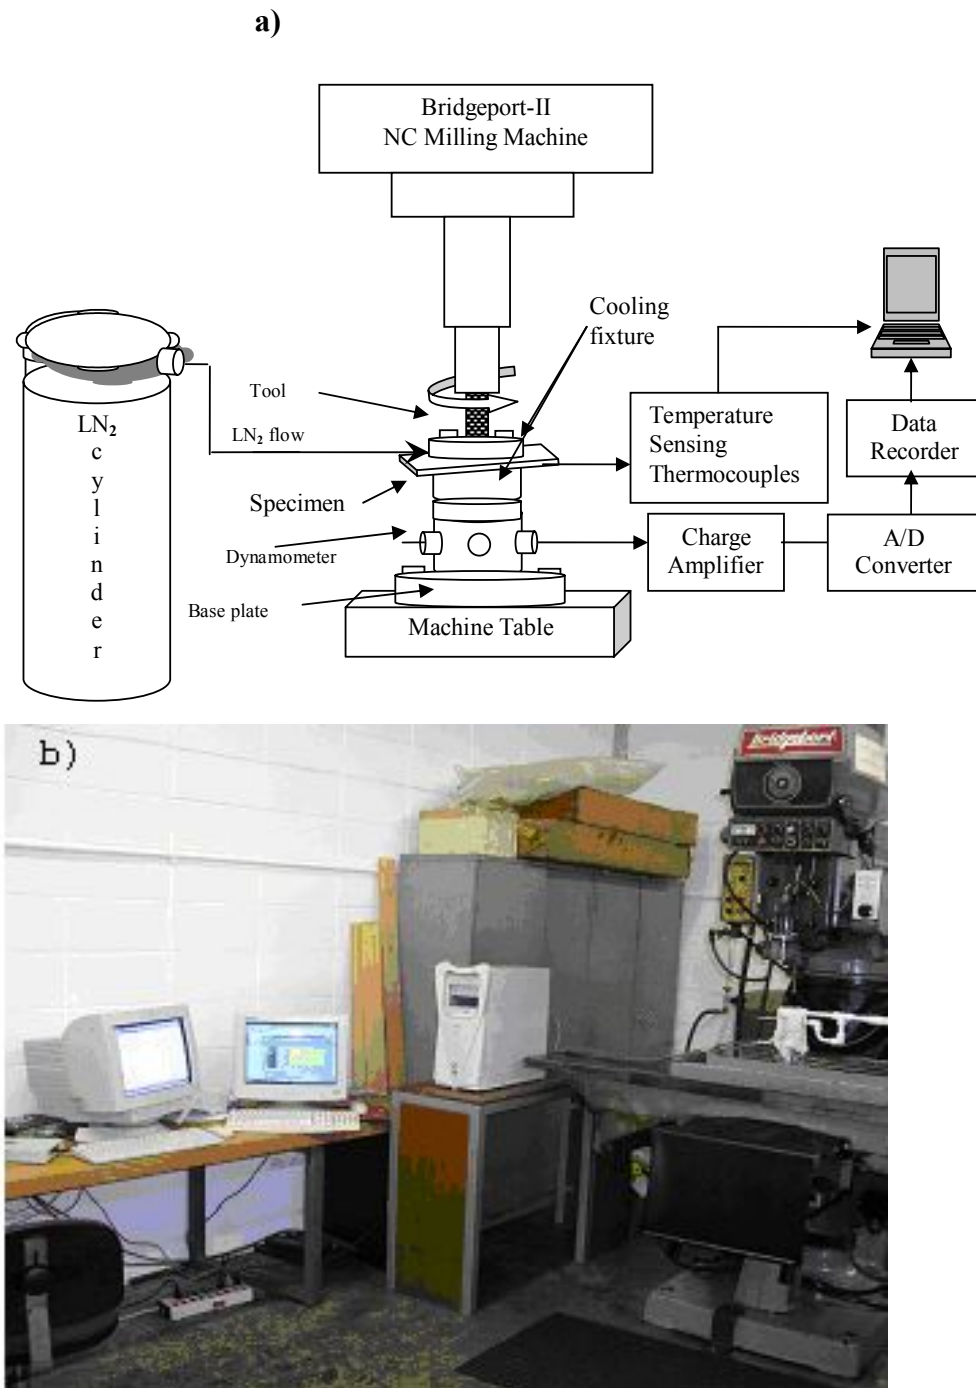 a)
Bridgeport-II
NC Milling Machine
Cooling
fixture
Tool
LN₂ flow
LN₂
c
y
l
i
n
d
e
r
Specimen
Temperature
Sensing
Thermocouples
Data
Recorder
Dynamometer
Charge
Amplifier
A/D
Converter
Base plate
Machine Table
b)
Bridgeport